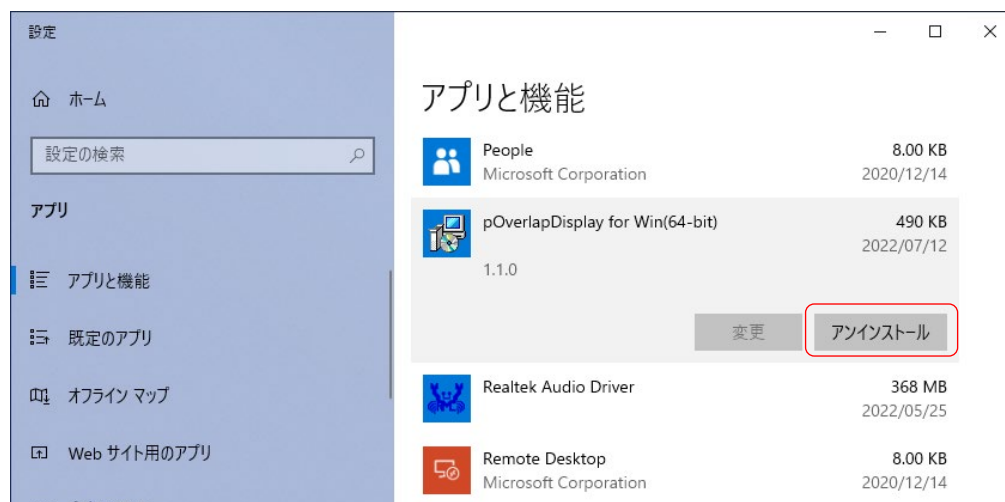 設定
ホーム
設定の検索
アプリ
アプリと機能
既定のアプリ
オフライン マップ
Web サイト用のアプリ
アプリと機能
People 8.00 KB
Microsoft Corporation 2020/12/14
pOverlapDisplay for Win(64-bit) 490 KB
2022/07/12
1.1.0
変更 アンインストール
Realtek Audio Driver 368 MB
2022/05/25
Remote Desktop 8.00 KB
Microsoft Corporation 2020/12/14